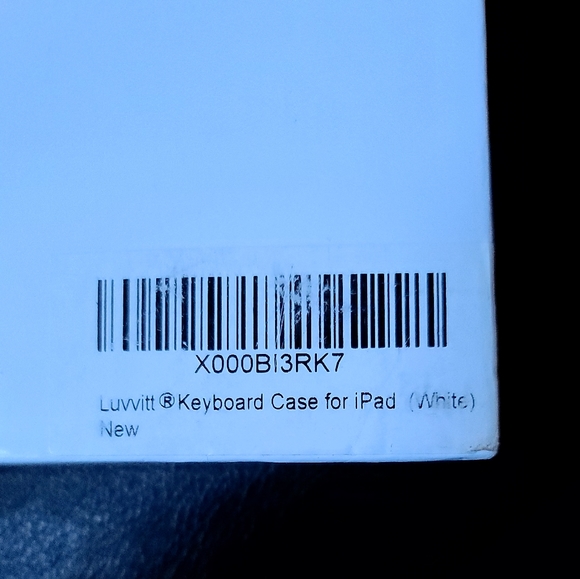 X000BI3RK7
Luvvitt ® Keyboard Case for iPad (White)
New